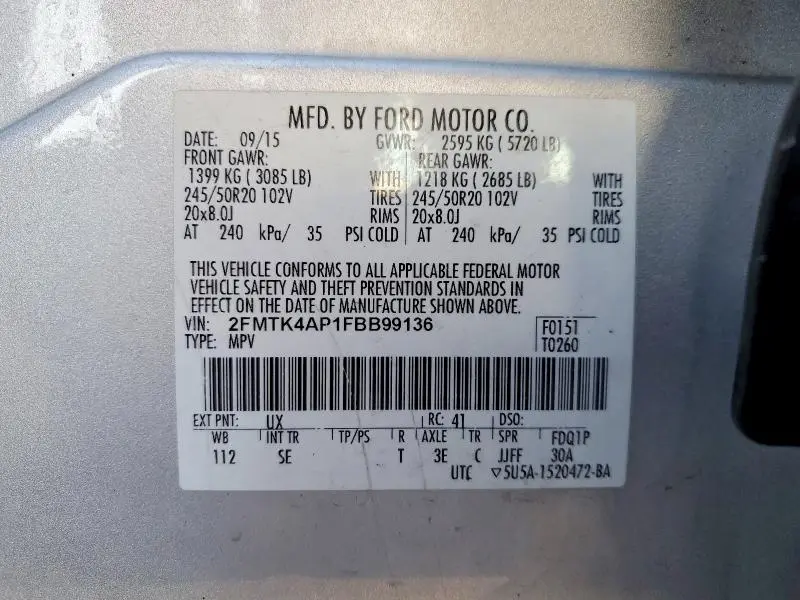 MFD. BY FORD MOTOR CO.
DATE: 09/15 GVWR: 2595 KG ( 5720 LB)
FRONT GAWR: REAR GAWR:
1399 KG ( 3085 LB) WITH 1218 KG ( 2685 LB) WITH
245/50R20 102V TIRES 245/50R20 102V TIRES
20x8.0J RIMS 20x8.0J RIMS
AT 240 kPa/ 35 PSI COLD AT 240 kPa/ 35 PSI COLD
THIS VEHICLE CONFORMS TO ALL APPLICABLE FEDERAL MOTOR
VEHICLE SAFETY AND THEFT PREVENTION STANDARDS IN
EFFECT ON THE DATE OF MANUFACTURE SHOWN ABOVE.
VIN: 2FMTK4AP1FBB99136 F0151
TYPE: MPV T0260
EXT PNT: UX RC: 41 DSO:
WB INT TR TP/PS R AXLE TR SPR FDQ1P
112 SE T 3E C JJFF 30A
UTC ▽5U5A-1520472-BA